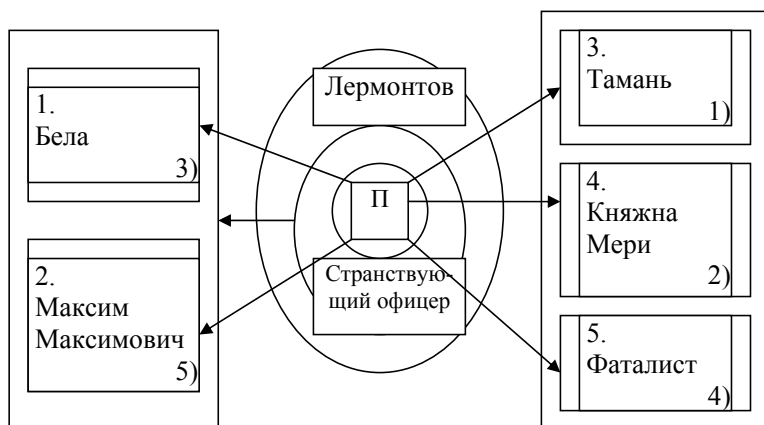 1.
Бела
3)
2.
Максим
Максимович
5)
Лермонтов
П
Странствую-
щий офицер
3.
Тамань
1)
4.
Княжна
Мери
2)
5.
Фаталист
4)